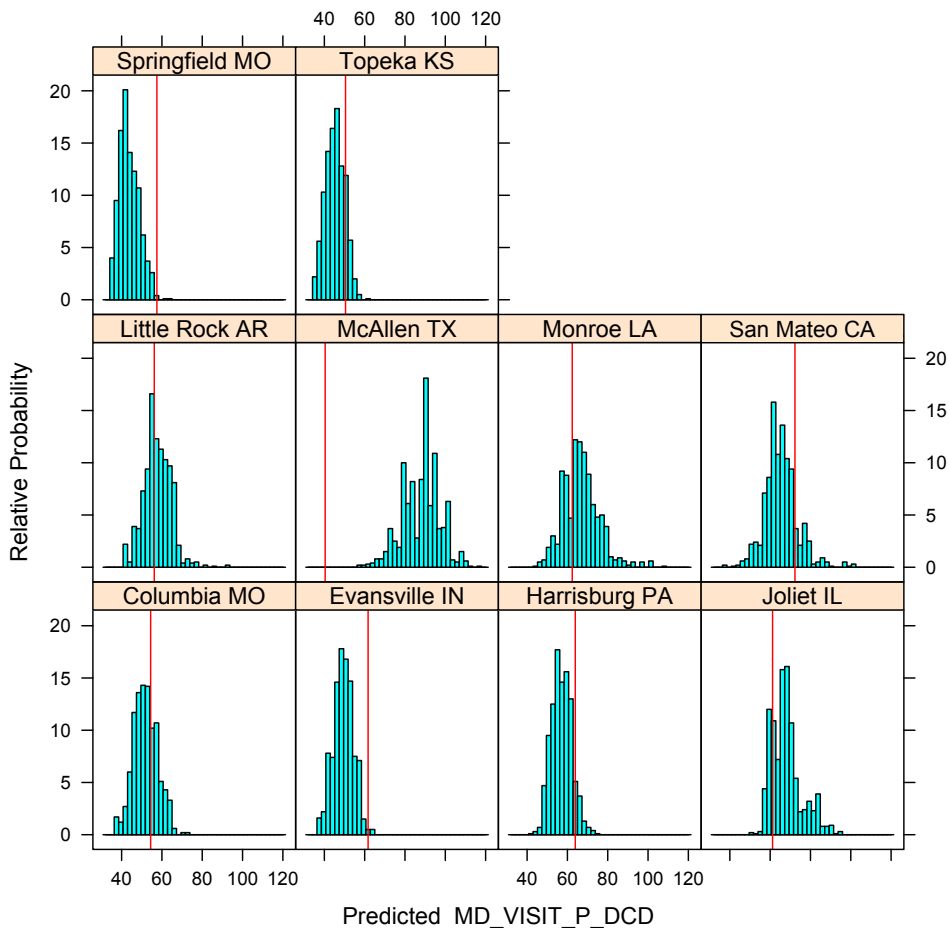 40 60 80 100 120
Springfield MO Topeka KS
20
15
10
5
0
Little Rock AR McAllen TX Monroe LA San Mateo CA
20
15
10
5
0
Relative Probability
Columbia MO Evansville IN Harrisburg PA Joliet IL
20
15
10
5
0
40 60 80 100 120 40 60 80 100 120
Predicted MD_VISIT_P_DCD